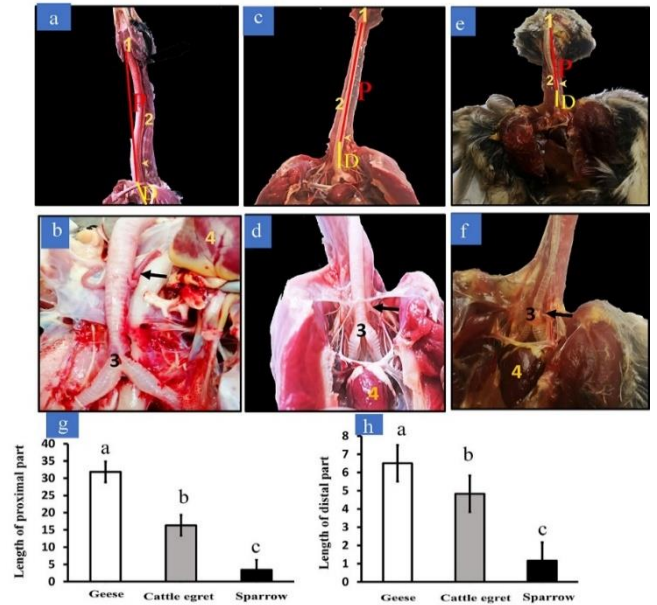 a
1
P
2
D
c
1
P
2
D
e
1
P
2
D
b
4
3
d
3
4
f
3
4
g
Length of proximal part
40
35
30
25
20
15
10
5
0
a
b
c
Geese
Cattle egret
Sparrow
h
Length of distal part
8
7
6
5
4
3
2
1
0
a
b
c
Geese
Cattle egret
Sparrow